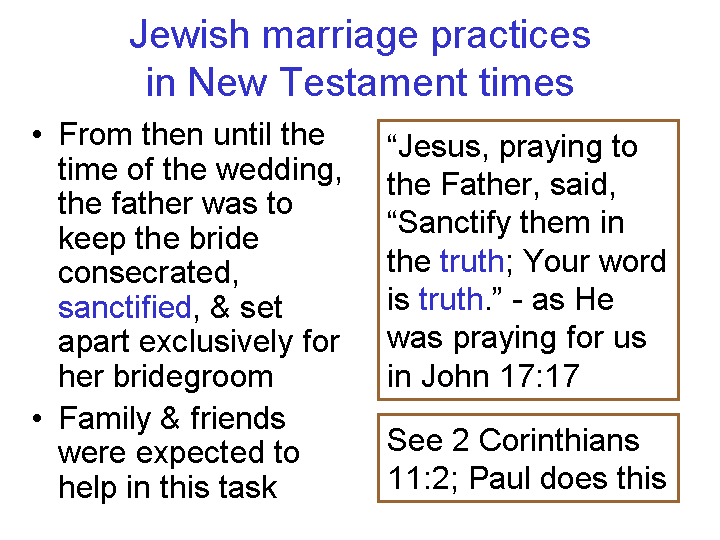 Jewish marriage practices
in New Testament times
• From then until the
time of the wedding,
the father was to
keep the bride
consecrated,
sanctified, & set
apart exclusively for
her bridegroom
• Family & friends
were expected to
help in this task
“Jesus, praying to
the Father, said,
“Sanctify them in
the truth; Your word
is truth.” - as He
was praying for us
in John 17:17
See 2 Corinthians
11:2; Paul does this